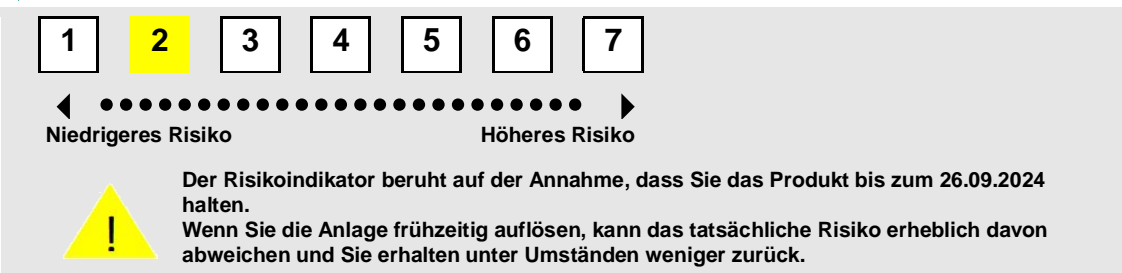 1 2 3 4 5 6 7
Niedrigeres Risiko Höheres Risiko
Der Risikoindikator beruht auf der Annahme, dass Sie das Produkt bis zum 26.09.2024
halten.
Wenn Sie die Anlage frühzeitig auflösen, kann das tatsächliche Risiko erheblich davon
abweichen und Sie erhalten unter Umständen weniger zurück.
!